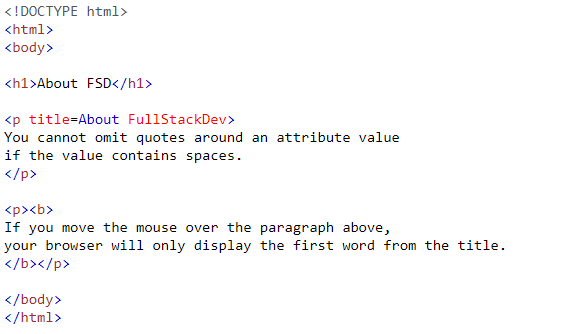 <!DOCTYPE html>
<html>
<body>
<h1>About FSD</h1>
<p title=About FullStackDev>
You cannot omit quotes around an attribute value
if the value contains spaces.
</p>
<p><b>
If you move the mouse over the paragraph above,
your browser will only display the first word from the title.
</b></p>
</body>
</html>